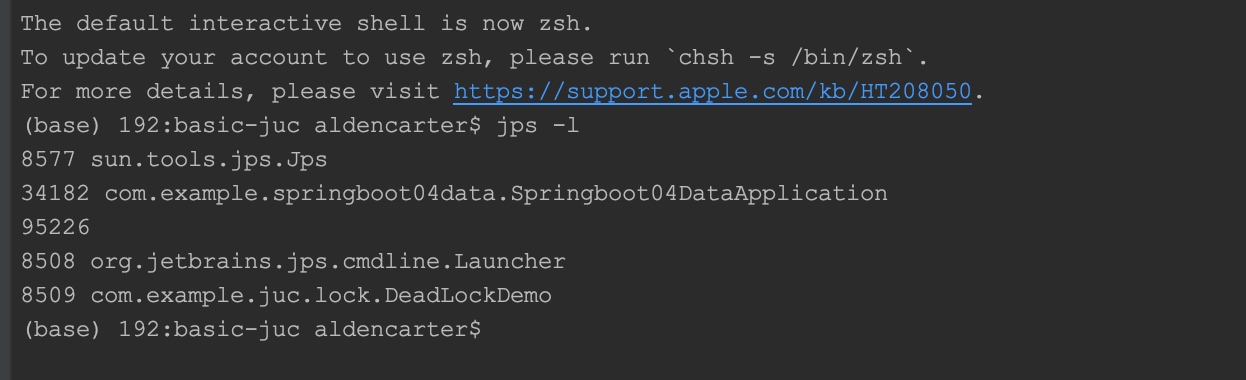 The default interactive shell is now zsh.
To update your account to use zsh, please run `chsh -s /bin/zsh`.
For more details, please visit https://support.apple.com/kb/HT208050.
(base) 192:basic-juc aldencarter$ jps -l
8577 sun.tools.jps.Jps
34182 com.example.springboot04data.Springboot04DataApplication
95226
8508 org.jetbrains.jps.cmdline.Launcher
8509 com.example.juc.lock.DeadLockDemo
(base) 192:basic-juc aldencarter$